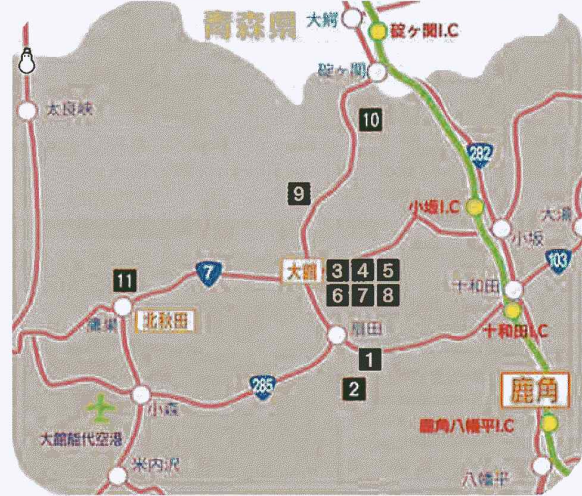 青森県
大鰐
碇ヶ関I.C
碇ヶ関
太良峡
10
282
9
小坂I.C
大湯
小坂
103
11
7
大館
3 4 5
6 7 8
十和田
鷹巣
北秋田
扇田
十和田I.C
1
285
2
鹿角
小森
大館能代空港
鹿角八幡平I.C
米内沢
八幡平